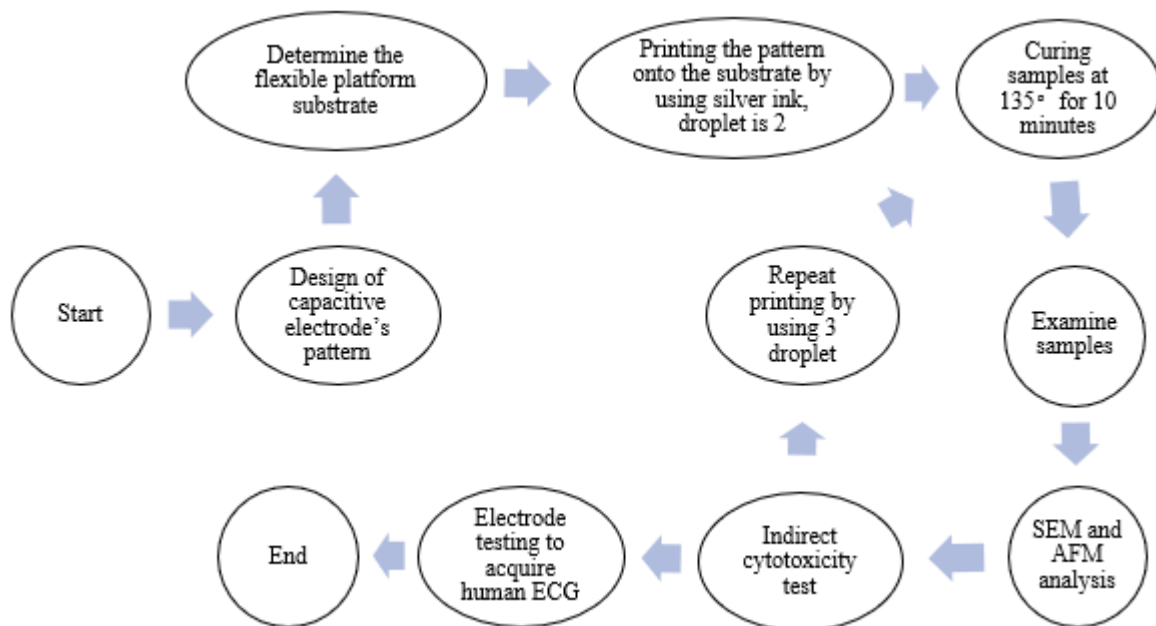 Start
Design of
capacitive
electrode's
pattern
Determine the
flexible platform
substrate
Printing the pattern
onto the substrate by
using silver ink,
droplet is 2
Curing
samples at
135° for 10
minutes
Examine
samples
SEM and
AFM
analysis
Indirect
cytotoxicity
test
Repeat
printing by
using 3
droplet
Electrode
testing to
acquire
human ECG
End